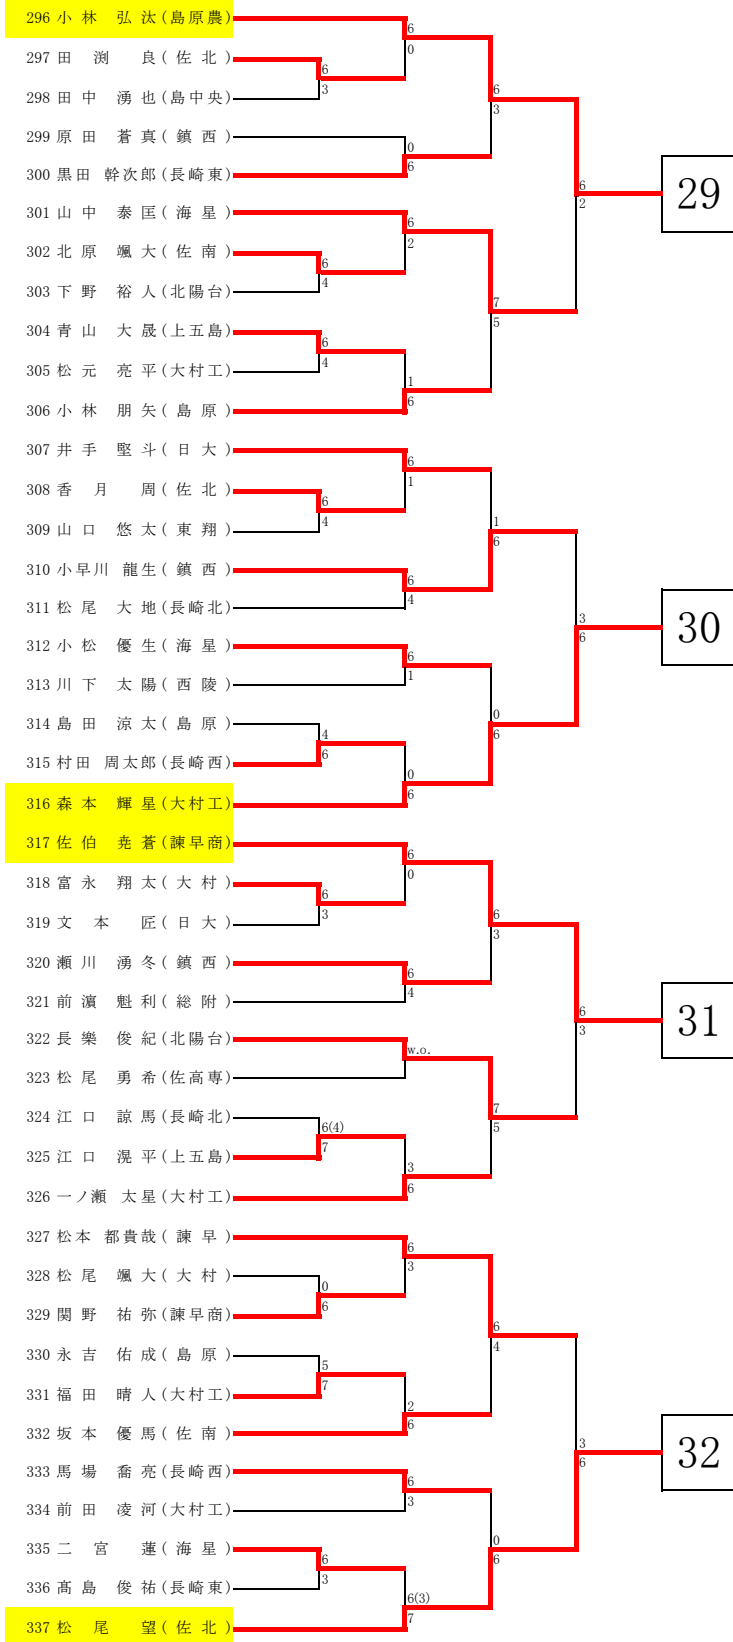 296 小林 弘汰(島原農)
6
0
297 田渕 良(佐北)
6
3
298 田中 湧也(島中央)
6
3
299 原田 蒼真(鎮西)
0
6
300 黒田 幹次郎(長崎東)
6
2
29
301 山中 泰匡(海星)
6
2
302 北原 颯大(佐南)
6
4
303 下野 裕人(北陽台)
7
5
304 青山 大晟(上五島)
6
4
305 松元 亮平(大村工)
1
6
306 小林 朋矢(島原)
307 井手 堅斗(日大)
6
1
308 香月 周(佐北)
6
4
309 山口 悠太(東翔)
1
6
310 小早川 龍生(鎮西)
6
4
311 松尾 大地(長崎北)
3
6
30
312 小松 優生(海星)
6
1
313 川下 太陽(西陵)
0
6
314 島田 涼太(島原)
4
6
315 村田 周太郎(長崎西)
0
6
316 森本 輝星(大村工)
317 佐伯 尭蒼(諫早商)
6
0
318 富永 翔太(大村)
6
3
319 文本 匠(日大)
6
3
320 瀬川 湧冬(鎮西)
6
4
321 前濵 魁利(総附)
6
3
31
322 長樂 俊紀(北陽台)
w.o.
323 松尾 勇希(佐高専)
7
5
324 江口 諒馬(長崎北)
6(4)
7
325 江口 滉平(上五島)
3
6
326 一ノ瀬 太星(大村工)
327 松本 都貴哉(諫早)
6
3
328 松尾 颯大(大村)
0
6
329 関野 祐弥(諫早商)
6
4
330 永吉 佑成(島原)
5
7
331 福田 晴人(大村工)
2
6
332 坂本 優馬(佐南)
3
6
32
333 馬場 喬亮(長崎西)
6
3
334 前田 凌河(大村工)
0
6
335 二宮 蓮(海星)
6
3
336 髙島 俊祐(長崎東)
6(3)
7
337 松尾 望(佐北)